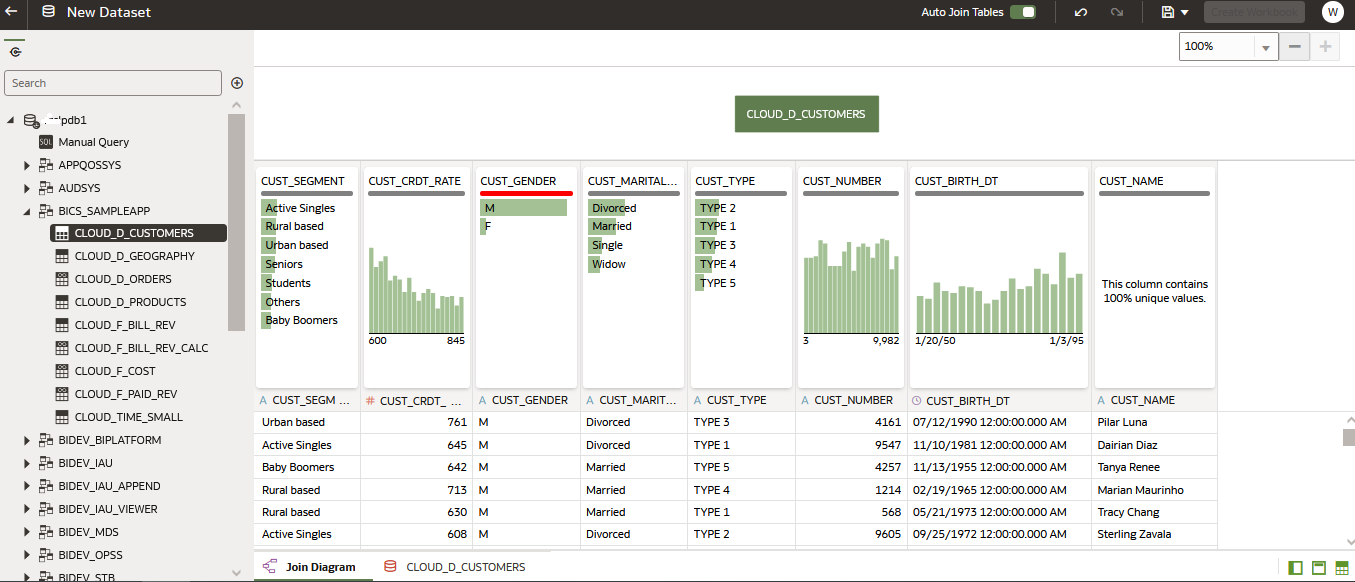 New Dataset
Auto Join Tables
Create Workbook
W
100%
Search
CLOUD_D_CUSTOMERS
pdb1
SQL
Manual Query
APPQOSSYS
AUDSYS
BICS_SAMPLEAPP
CLOUD_D_CUSTOMERS
CLOUD_D_GEOGRAPHY
CLOUD_D_ORDERS
CLOUD_D_PRODUCTS
CLOUD_F_BILL_REV
CLOUD_F_BILL_REV_CALC
CLOUD_F_COST
CLOUD_F_PAID_REV
CLOUD_TIME_SMALL
BIDEV_BIPLATFORM
BIDEV_IAU
BIDEV_IAU_APPEND
BIDEV_IAU_VIEWER
BIDEV_MDS
BIDEV_OPSS
BIDEV_STB
CUST_SEGMENT
Active Singles
Rural based
Urban based
Seniors
Students
Others
Baby Boomers
CUST_CRDT_RATE
600 845
CUST_GENDER
M
F
CUST_MARITAL...
Divorced
Married
Single
Widow
CUST_TYPE
TYPE 2
TYPE 1
TYPE 3
TYPE 4
TYPE 5
CUST_NUMBER
3 9,982
CUST_BIRTH_DT
1/20/50 1/3/95
CUST_NAME
This column contains
100% unique values.
A CUST_SEGM ... # CUST_CRDT_ ... A CUST_GENDER A CUST_MARIT... A CUST_TYPE A CUST_NUMBER CUST_BIRTH_DT A CUST_NAME
Urban based 761 M Divorced TYPE 3 4161 07/12/1990 12:00:00.000 AM Pilar Luna
Active Singles 645 M Divorced TYPE 1 9547 11/10/1981 12:00:00.000 AM Dairian Diaz
Baby Boomers 642 M Married TYPE 5 4257 11/13/1955 12:00:00.000 AM Tanya Renee
Rural based 713 M Married TYPE 4 1214 02/19/1965 12:00:00.000 AM Marian Maurinho
Rural based 630 M Married TYPE 1 568 05/21/1973 12:00:00.000 AM Tracy Chang
Active Singles 608 M Divorced TYPE 2 9605 09/25/1972 12:00:00.000 AM Sterling Zavala
Join Diagram CLOUD_D_CUSTOMERS